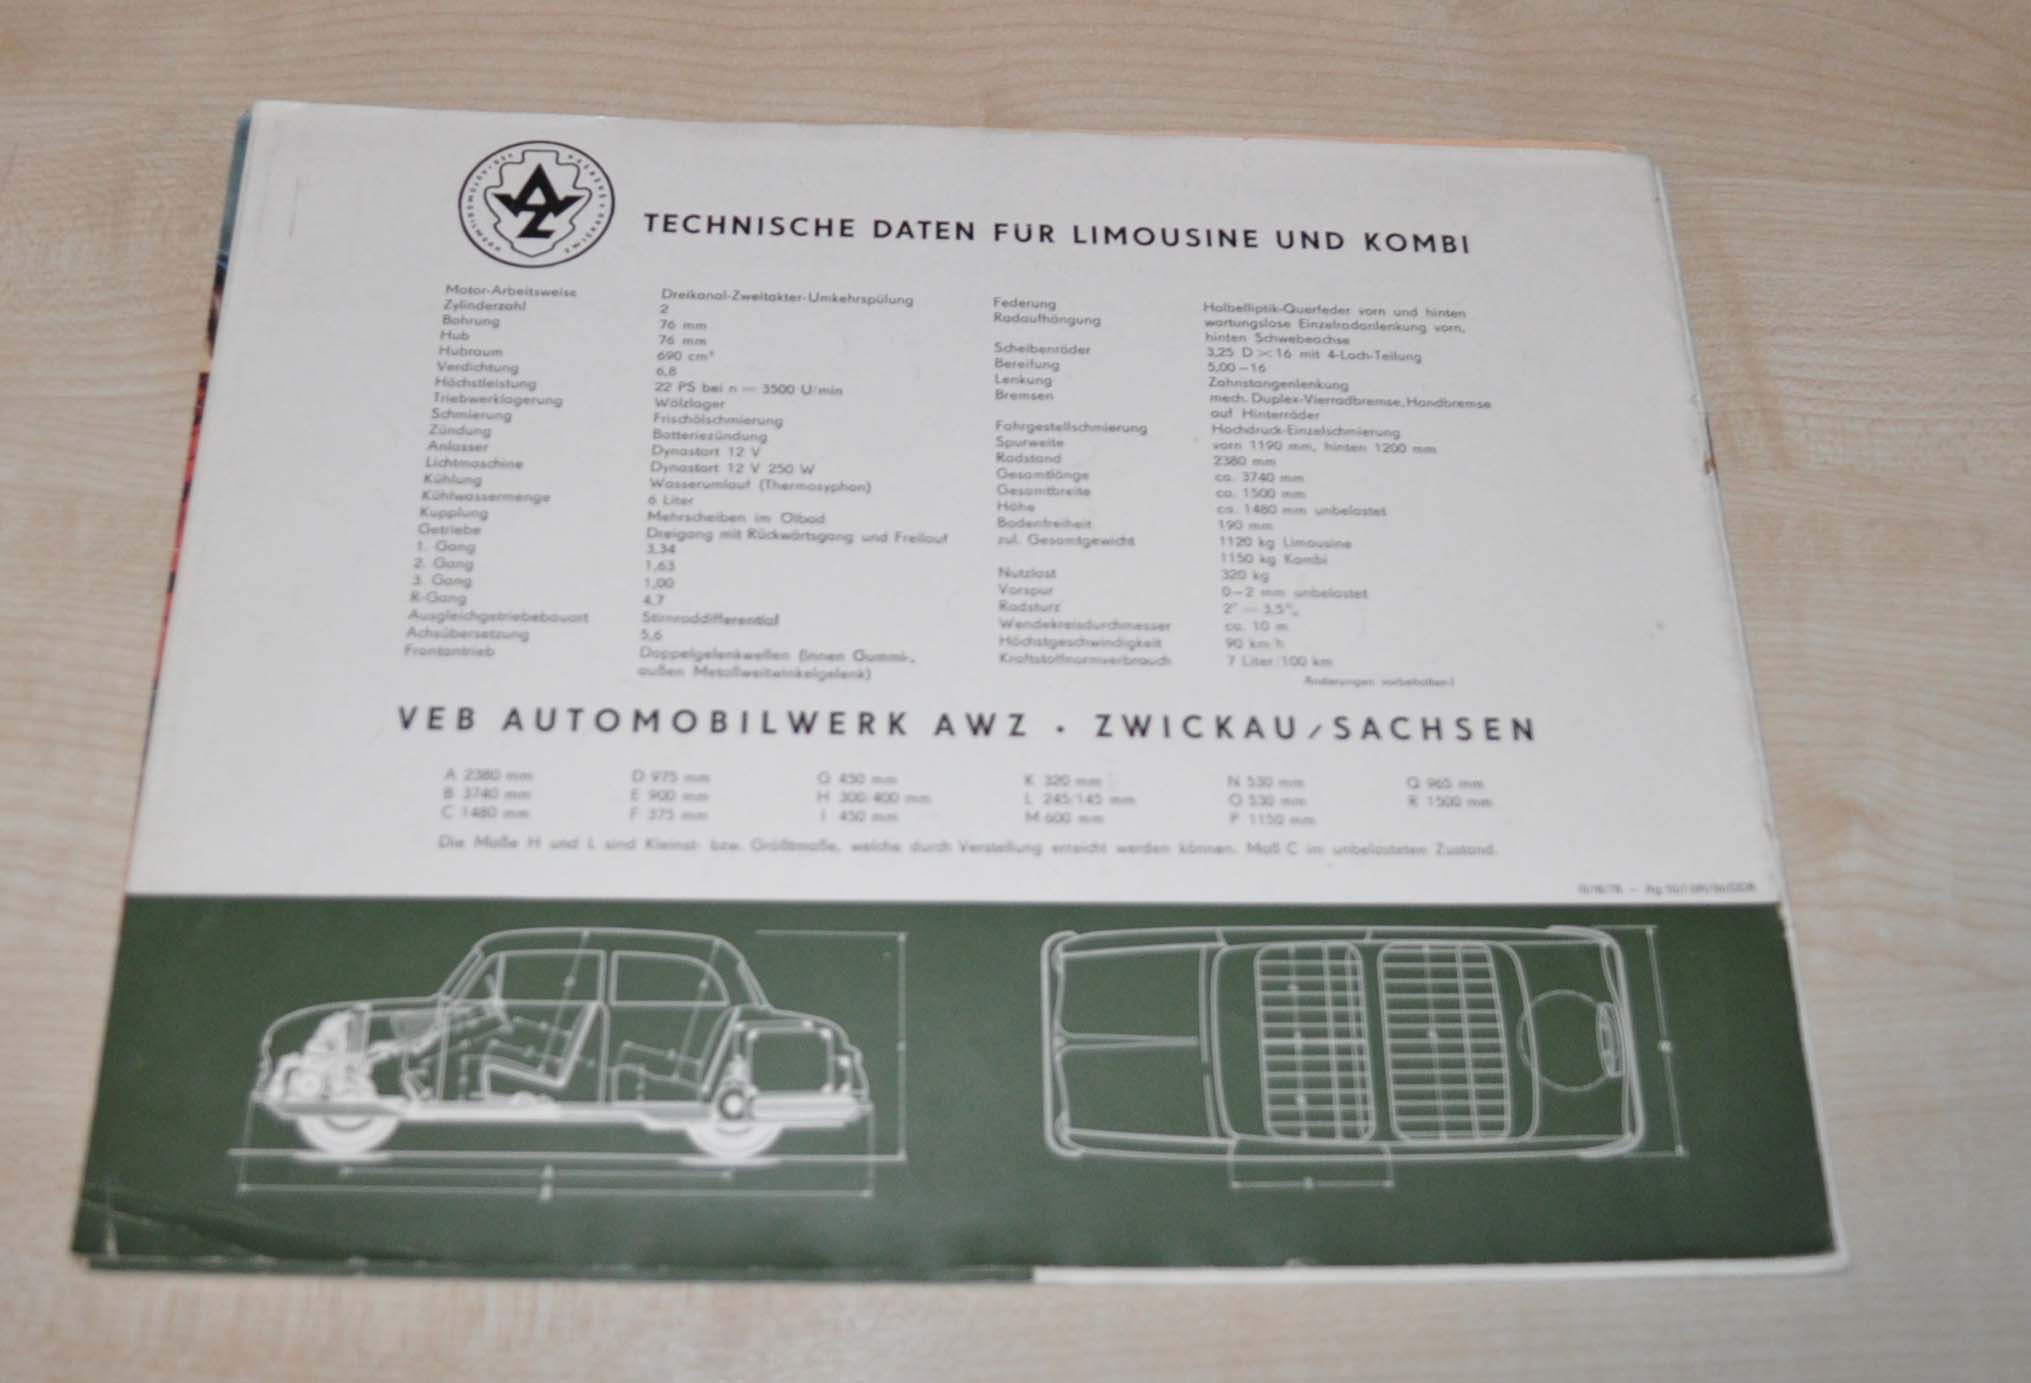 AWZ
TECHNISCHE DATEN FÜR LIMOUSINE UND KOMBI
Motor-Arbeitsweise Dreikanal-Zweitakter-Umkehrspülung
Zylinderzahl 2
Bohrung 76 mm
Hub 76 mm
Hubraum 690 cm³
Verdichtung 6,8
Höchstleistung 22 PS bei n = 3500 U/min
Triebwerklagerung Wälzlager
Schmierung Frischölschmierung
Zündung Batteriezündung
Anlasser Dynastart 12 V
Lichtmaschine Dynastart 12 V 250 W
Kühlung Wasserumlauf (Thermosyphon)
Kühlwassermenge 6 Liter
Kupplung Mehrscheiben im Ölbad
Getriebe Dreigang mit Rückwärtsgang und Freilauf
1. Gang 3,34
2. Gang 1,63
3. Gang 1,00
R-Gang 4,7
Ausgleichgetriebebauart Stirnraddifferential
Achsübersetzung 5,6
Frontantrieb Doppelgelenkwellen (innen Gummi-,
außen Metallweitwinkelgelenk)
Federung Halbelliptik-Querfeder vorn und hinten
Radaufhängung wartungslose Einzelradanlenkung vorn,
hinten Schwebeachse
Scheibenräder 3,25 D × 16 mit 4-Loch-Teilung
Bereifung 5,00–16
Lenkung Zahnstangenlenkung
Bremsen mech. Duplex-Vierradbremse, Handbremse
auf Hinterräder
Fahrgestellschmierung Hochdruck-Einzelschmierung
Spurweite vorn 1190 mm, hinten 1200 mm
Radstand 2380 mm
Gesamtlänge ca. 3740 mm
Gesamtbreite ca. 1500 mm
Höhe ca. 1480 mm unbelastet
Bodenfreiheit 190 mm
zul. Gesamtgewicht 1120 kg Limousine
1150 kg Kombi
Nutzlast 320 kg
Vorspur 0–2 mm unbelastet
Radsturz
Wendekreisdurchmesser ca. 10 m
Höchstgeschwindigkeit 90 km/h
Kraftstoffnormverbrauch 7 Liter/100 km
Änderungen vorbehalten!
VEB AUTOMOBILWERK AWZ · ZWICKAU/SACHSEN
A 2380 mm D 975 mm G 450 mm K 320 mm N 530 mm Q 965 mm
B 3740 mm E 900 mm H 300/400 mm L 245/145 mm O 530 mm R 1500 mm
C 1480 mm F 375 mm I 450 mm M 600 mm P 1150 mm
Die Maße H und L sind Kleinst- bzw. Größtmaße, welche durch Verstellung erreicht werden können. Maß C im unbelasteten Zustand.
A
B